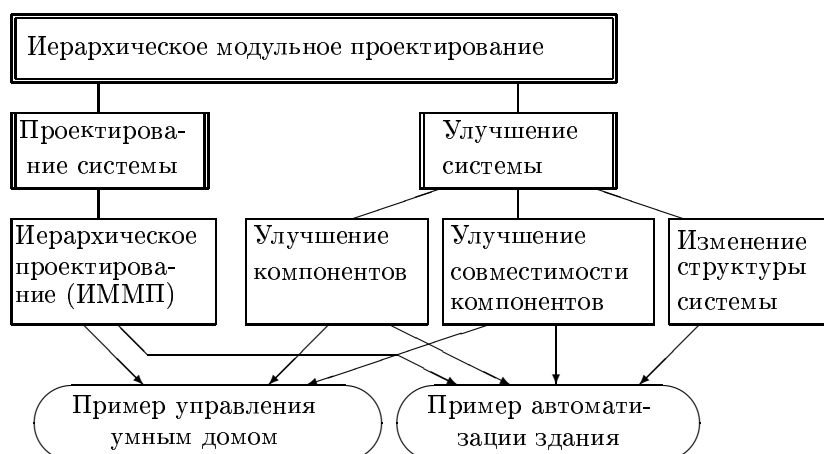 Иерархическое модульное проектирование
Проектирова-
ние системы
Улучшение
системы
Иерархическое
проектирова-
ние (ИММП)
Улучшение
компонентов
Улучшение
совместимости
компонентов
Изменение
структуры
системы
Пример управления
умным домом
Пример автомати-
зации здания